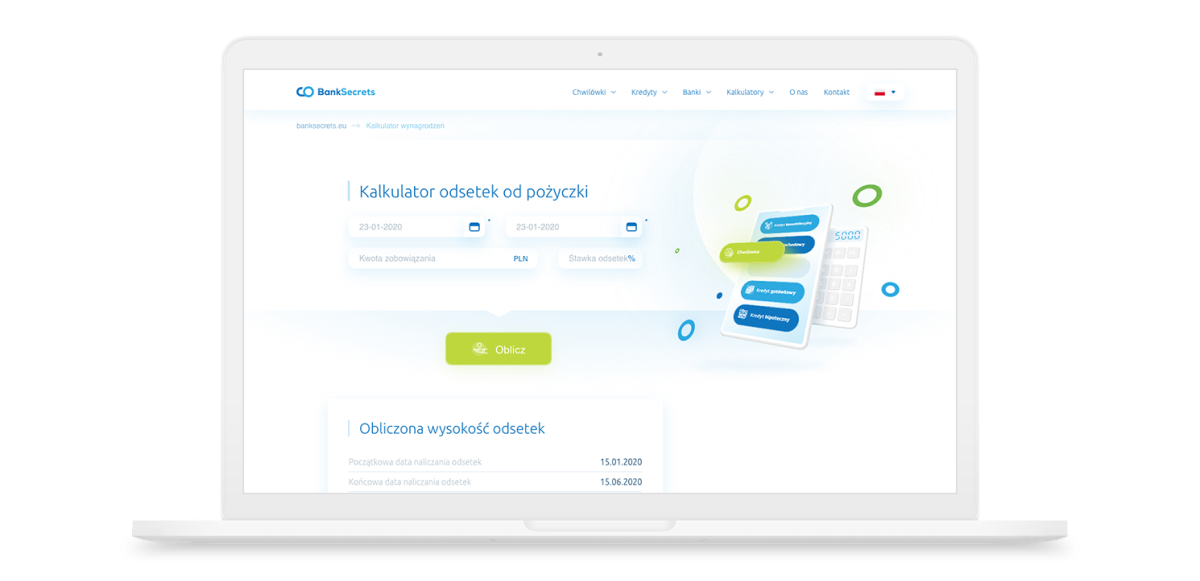 BankSecrets
Chwilówki Kredyty Banki Kalkulatory O nas Kontakt
banksecrets.eu Kalkulator wynagrodzeń
Kalkulator odsetek od pożyczki
23-01-2020 * 23-01-2020 *
Kwota zobowiązania PLN Stawka odsetek%
5000
Chwilówka
Kredyt gotówkowy
Kredyt hipoteczny
Oblicz
Obliczona wysokość odsetek
Początkowa data naliczania odsetek 15.01.2020
Końcowa data naliczania odsetek 15.06.2020